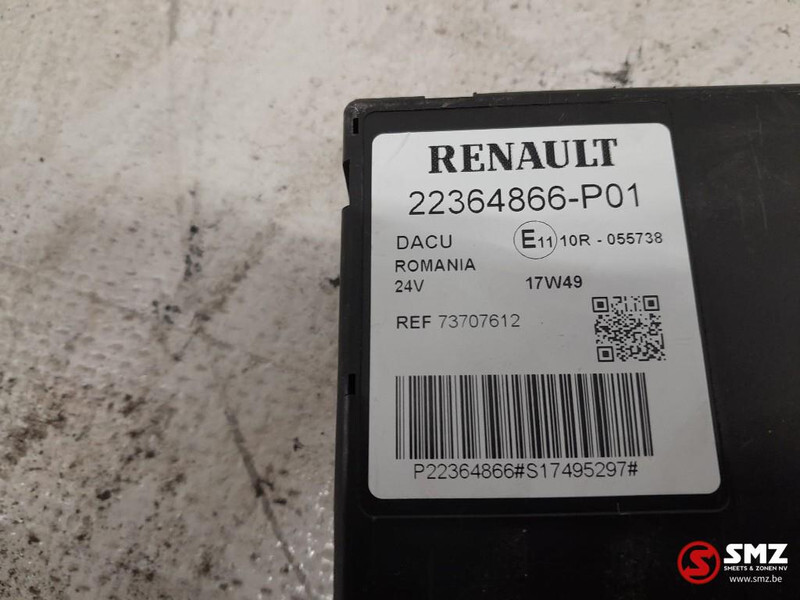 RENAULT
22364866-P01
DACU E11 10R - 055738
ROMANIA
24V 17W49
REF 73707612
P22364866#S17495297#
SMZ
SMEETS & ZONEN NV
www.smz.be